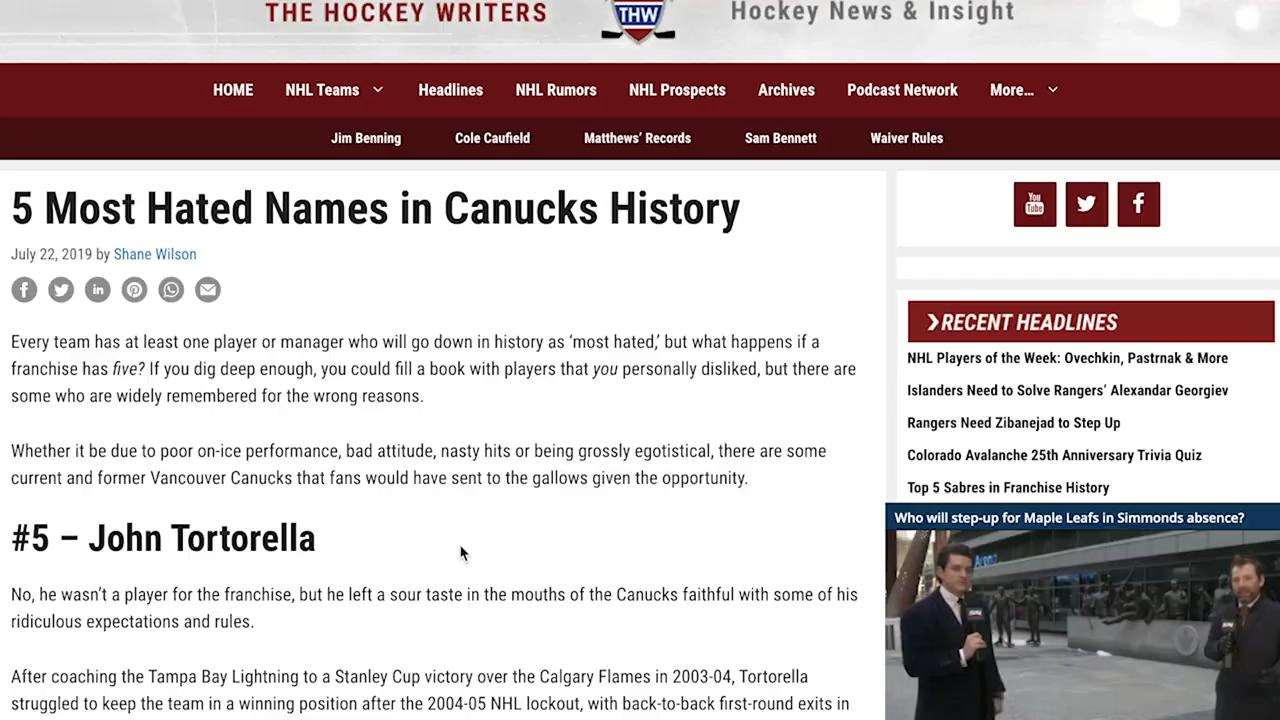 THE HOCKEY WRITERS
THW
Hockey News & Insight
HOME NHL Teams Headlines NHL Rumors NHL Prospects Archives Podcast Network More...
Jim Benning Cole Caufield Matthews' Records Sam Bennett Waiver Rules
5 Most Hated Names in Canucks History
July 22, 2019 by Shane Wilson
Every team has at least one player or manager who will go down in history as 'most hated,' but what happens if a
franchise has five? If you dig deep enough, you could fill a book with players that you personally disliked, but there are
some who are widely remembered for the wrong reasons.
Whether it be due to poor on-ice performance, bad attitude, nasty hits or being grossly egotistical, there are some
current and former Vancouver Canucks that fans would have sent to the gallows given the opportunity.
#5 – John Tortorella
No, he wasn't a player for the franchise, but he left a sour taste in the mouths of the Canucks faithful with some of his
ridiculous expectations and rules.
After coaching the Tampa Bay Lightning to a Stanley Cup victory over the Calgary Flames in 2003-04, Tortorella
struggled to keep the team in a winning position after the 2004-05 NHL lockout, with back-to-back first-round exits in
You Tube
RECENT HEADLINES
NHL Players of the Week: Ovechkin, Pastrnak & More
Islanders Need to Solve Rangers' Alexandar Georgiev
Rangers Need Zibanejad to Step Up
Colorado Avalanche 25th Anniversary Trivia Quiz
Top 5 Sabres in Franchise History
Who will step-up for Maple Leafs in Simmonds absence?